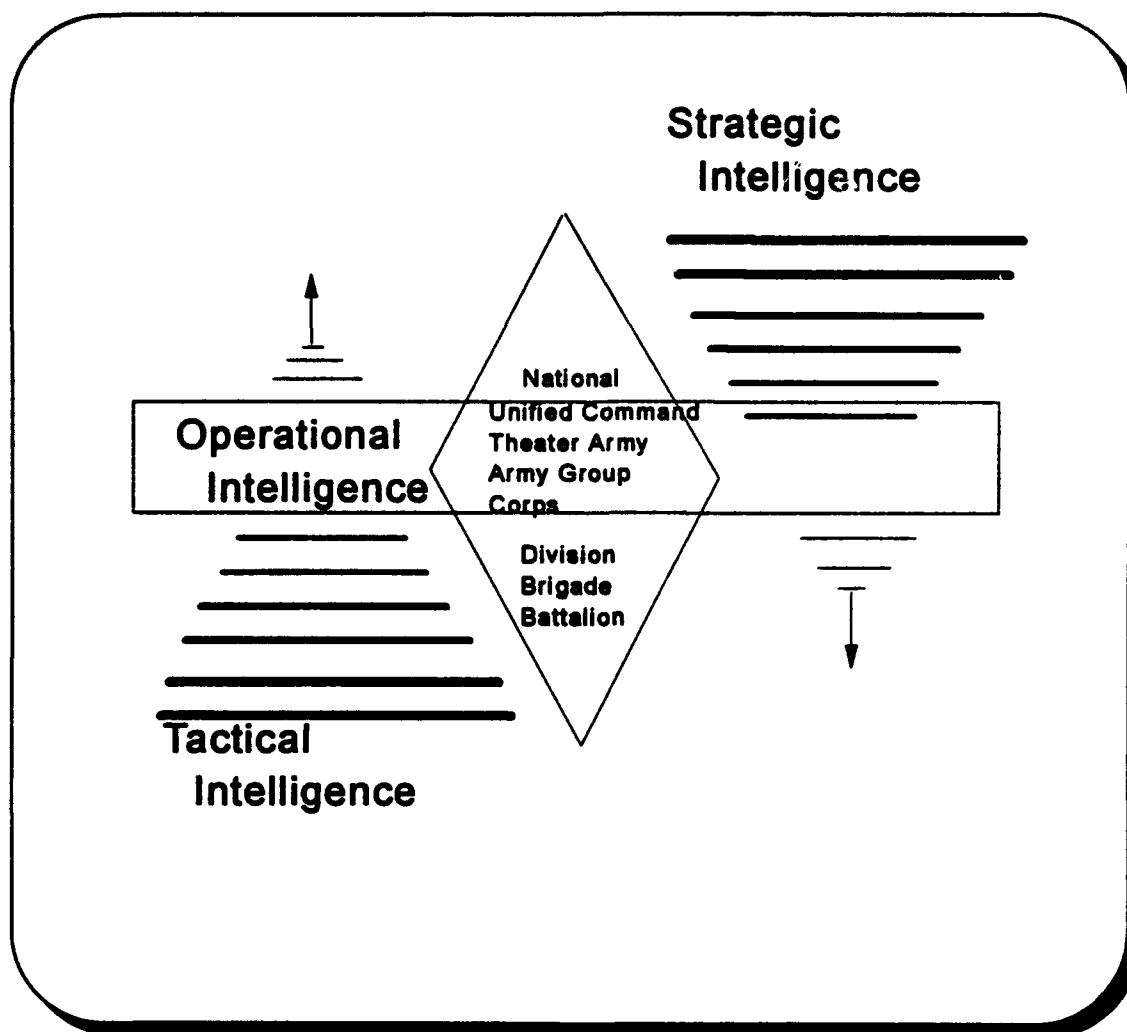 Strategic
Intelligence
National
Unified Command
Theater Army
Army Group
Corps
Operational
Intelligence
Division
Brigade
Battalion
Tactical
Intelligence